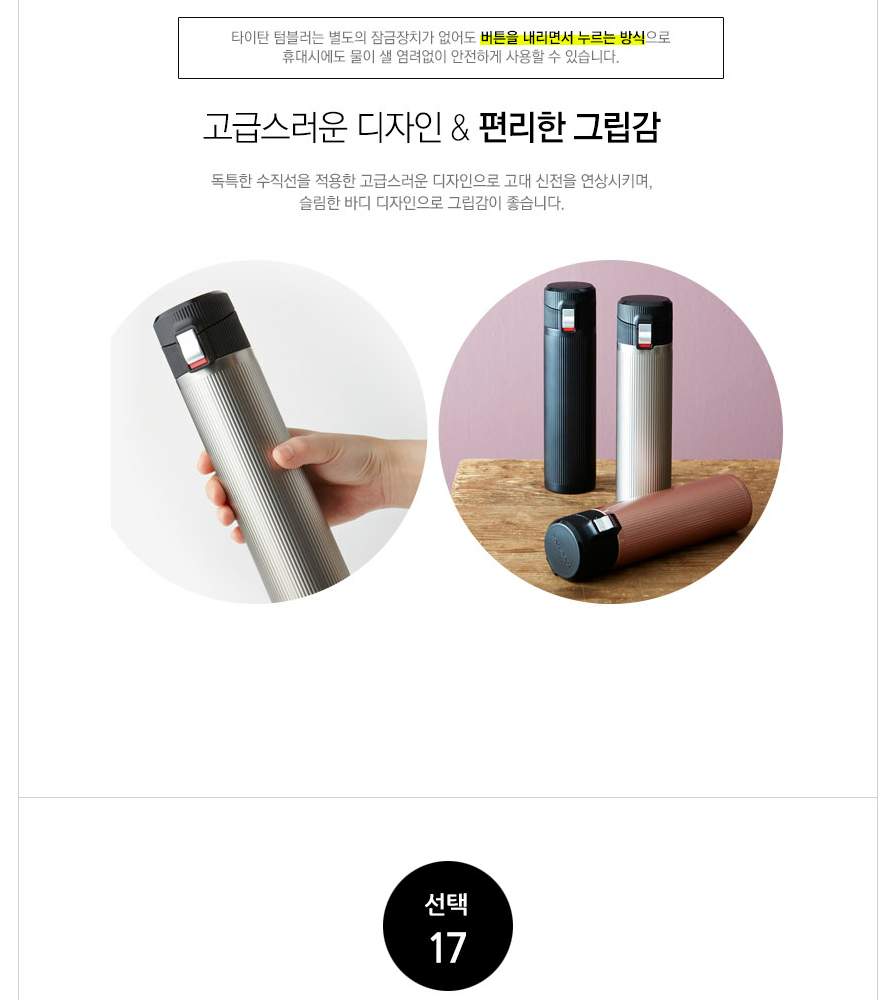 타이탄 텀블러는 별도의 잠금장치가 없어도 버튼을 내리면서 누르는 방식으로
휴대시에도 물이 샐 염려없이 안전하게 사용할 수 있습니다.
고급스러운 디자인 & 편리한 그립감
독특한 수직선을 적용한 고급스러운 디자인으로 고대 신전을 연상시키며,
슬림한 바디 디자인으로 그립감이 좋습니다.
선택
17